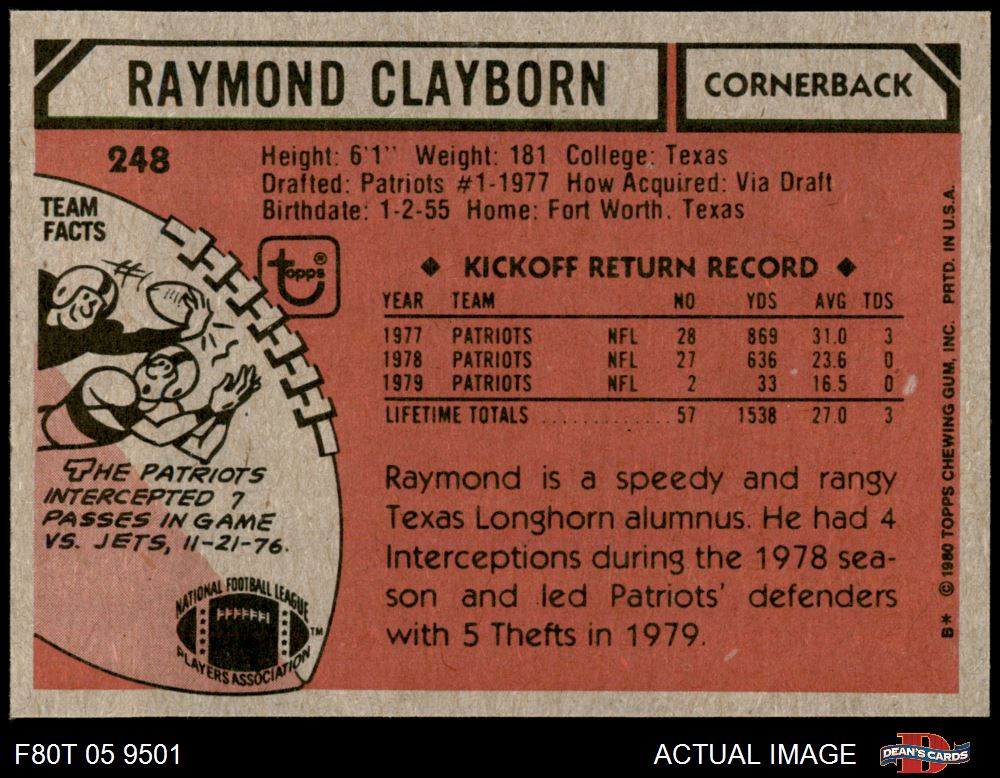 RAYMOND CLAYBORN
CORNERBACK
248
Height: 6'1" Weight: 181 College: Texas
Drafted: Patriots #1-1977 How Acquired: Via Draft
Birthdate: 1-2-55 Home: Fort Worth. Texas
TEAM
FACTS
topps®
◆ KICKOFF RETURN RECORD ◆
YEAR TEAM NO YDS AVG TDS
1977 PATRIOTS NFL 28 869 31.0 3
1978 PATRIOTS NFL 27 636 23.6 0
1979 PATRIOTS NFL 2 33 16.5 0
LIFETIME TOTALS ............. 57 1538 27.0 3
THE PATRIOTS
INTERCEPTED 7
PASSES IN GAME
VS. JETS, 11-21-76.
Raymond is a speedy and rangy
Texas Longhorn alumnus. He had 4
Interceptions during the 1978 sea-
son and led Patriots' defenders
with 5 Thefts in 1979.
NATIONAL FOOTBALL LEAGUE
PLAYERS ASSOCIATION
TM
B* © 1980 TOPPS CHEWING GUM, INC. PRTD. IN U.S.A.
F80T 05 9501
ACTUAL IMAGE
DEAN'S CARDS